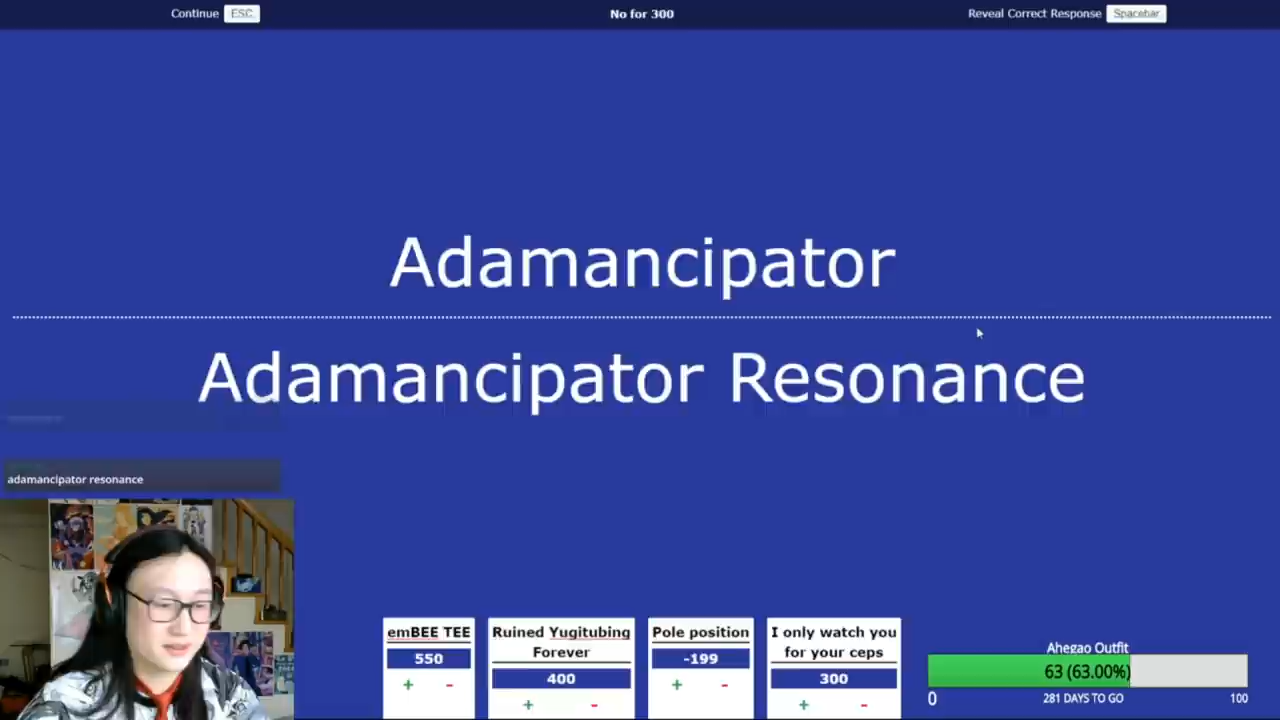 Continue ESC
No for 300
Reveal Correct Response Spacebar
Adamancipator
Adamancipator Resonance
adamancipator resonance
emBEE TEE
550
+ -
Ruined Yugitubing
Forever
400
+ -
Pole position
-199
+ -
I only watch you
for your ceps
300
+ -
Ahegao Outfit
63 (63.00%)
0 281 DAYS TO GO 100